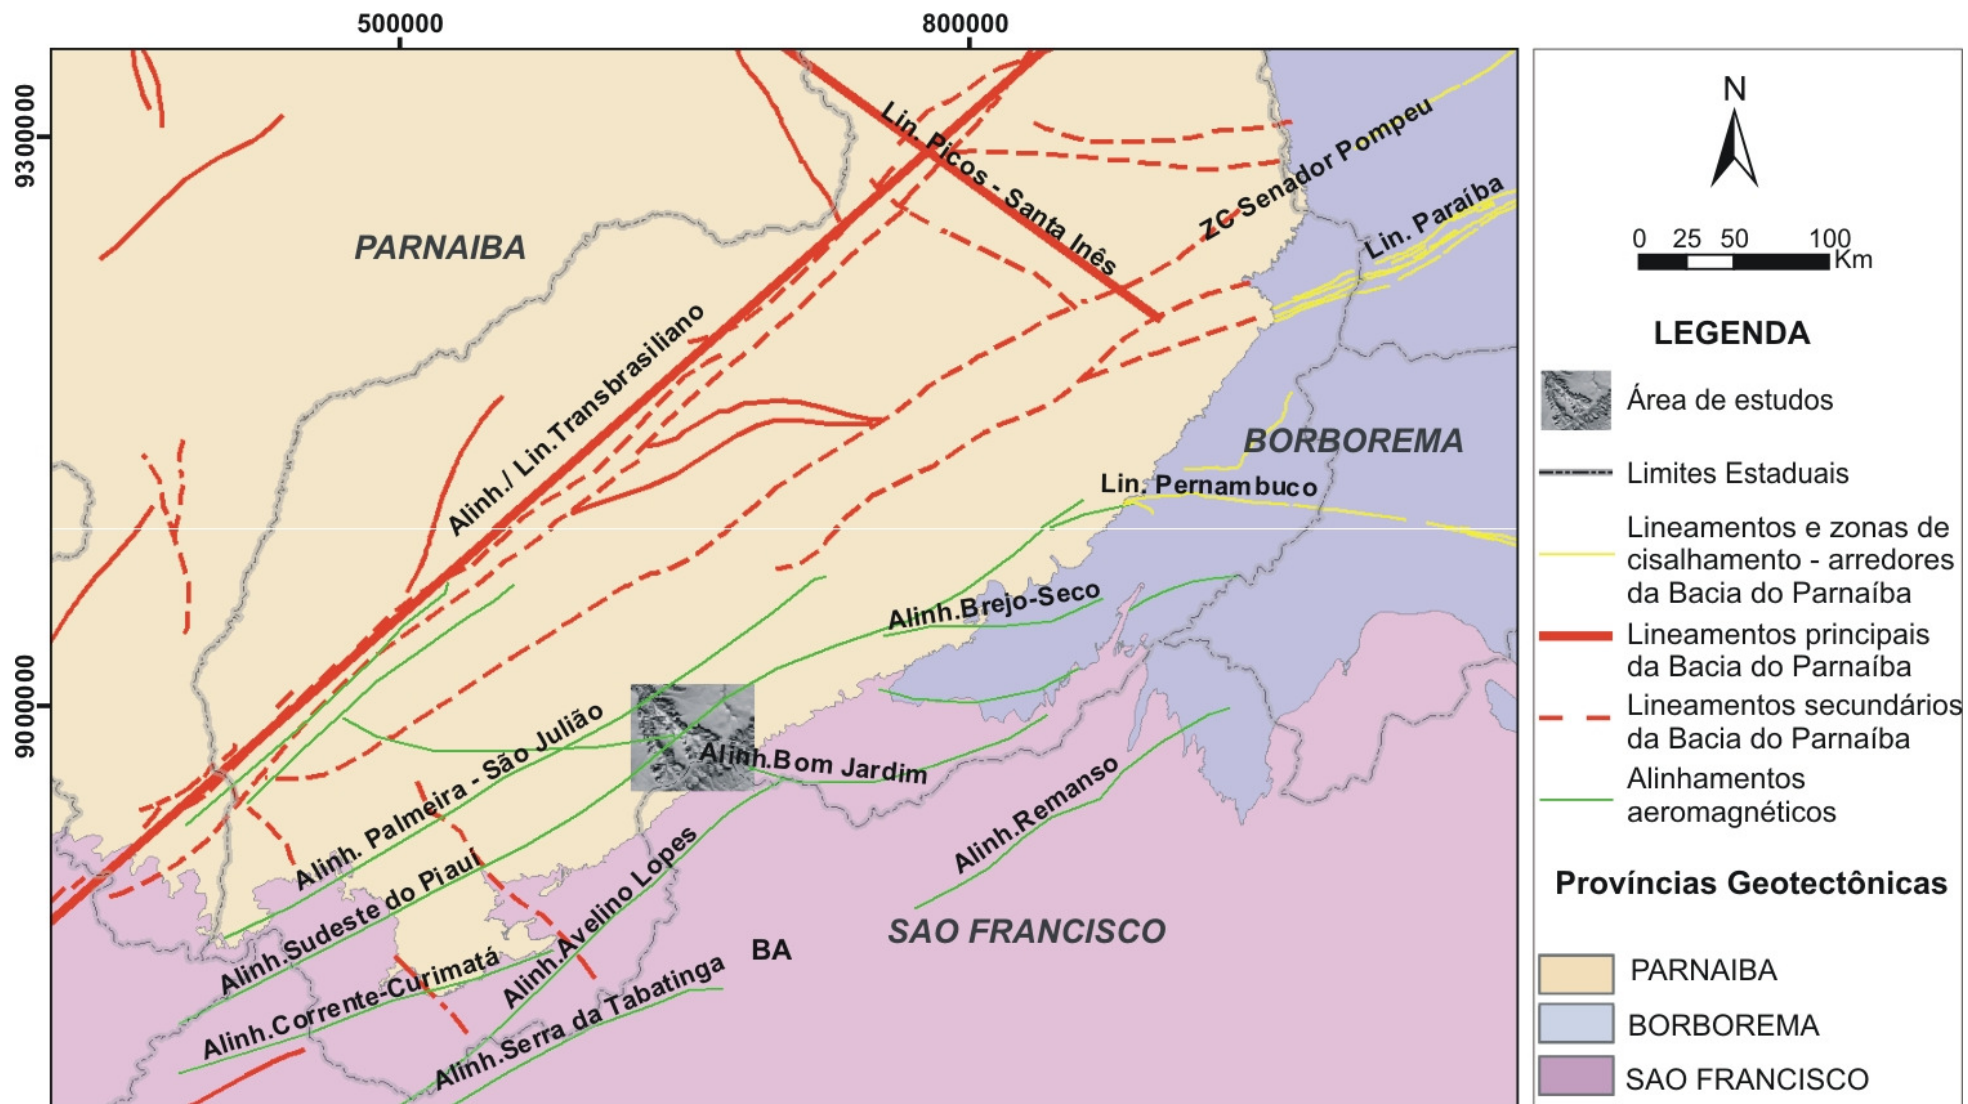 500000
800000
9300000
9000000
PARNAIBA
Lin. Picos - Santa Inês
ZC Senador Pompeu
Lin. Paraíba
Alinh./ Lin.Transbrasiliano
BORBOREMA
Lin. Pernambuco
Alinh.Brejo-Seco
Alinh. Palmeira - São Julião
Alinh.Bom Jardim
Alinh.Remanso
Alinh.Sudeste do Piauí
Alinh.Avelino Lopes
SAO FRANCISCO
BA
Alinh.Corrente-Curimatá
Alinh.Serra da Tabatinga
N
0 25 50 100
Km
LEGENDA
Área de estudos
Limites Estaduais
Lineamentos e zonas de
cisalhamento - arredores
da Bacia do Parnaíba
Lineamentos principais
da Bacia do Parnaíba
Lineamentos secundários
da Bacia do Parnaíba
Alinhamentos
aeromagnéticos
Províncias Geotectônicas
PARNAIBA
BORBOREMA
SAO FRANCISCO